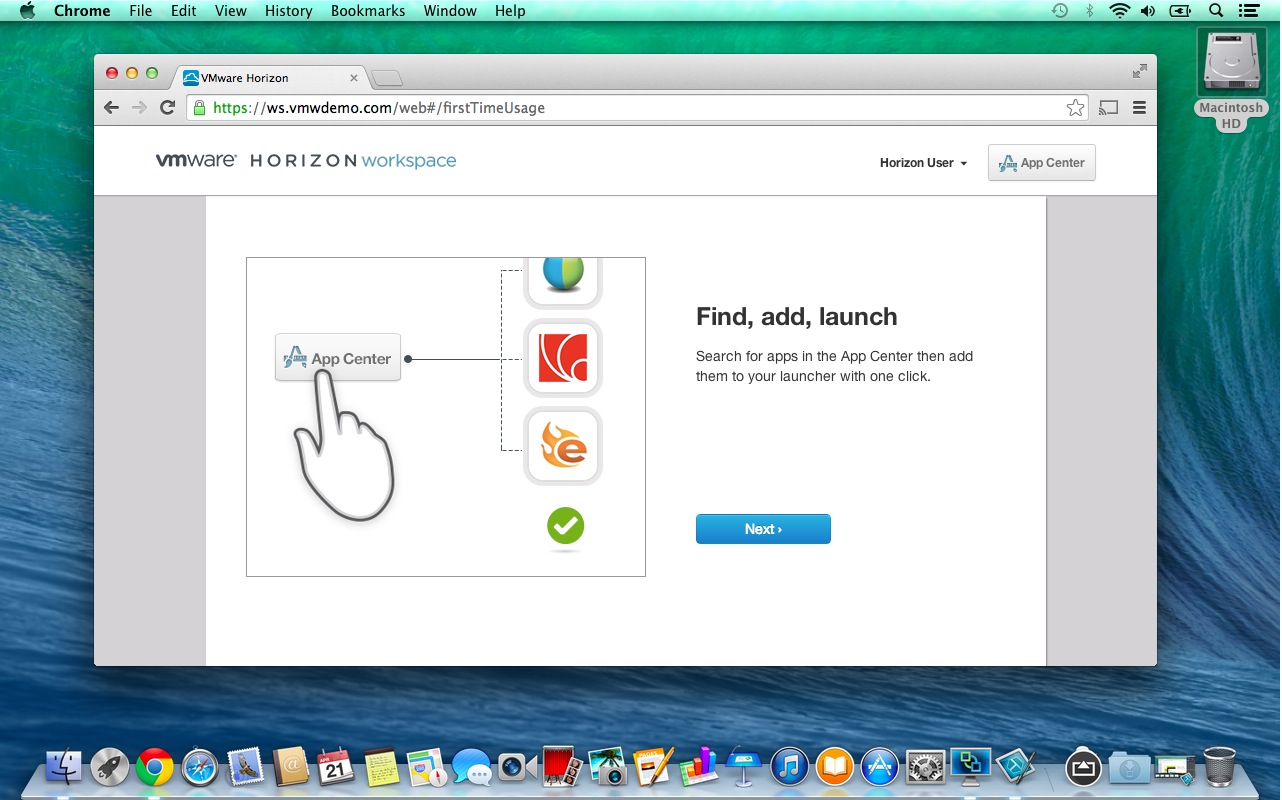 Chrome File Edit View History Bookmarks Window Help
VMware Horizon
https://ws.vmwdemo.com/web#/firstTimeUsage
Macintosh
HD
vmware® HORIZON workspace
Horizon User
App Center
App Center
Find, add, launch
Search for apps in the App Center then add
them to your launcher with one click.
e
Next ›
APR
21
PAGES